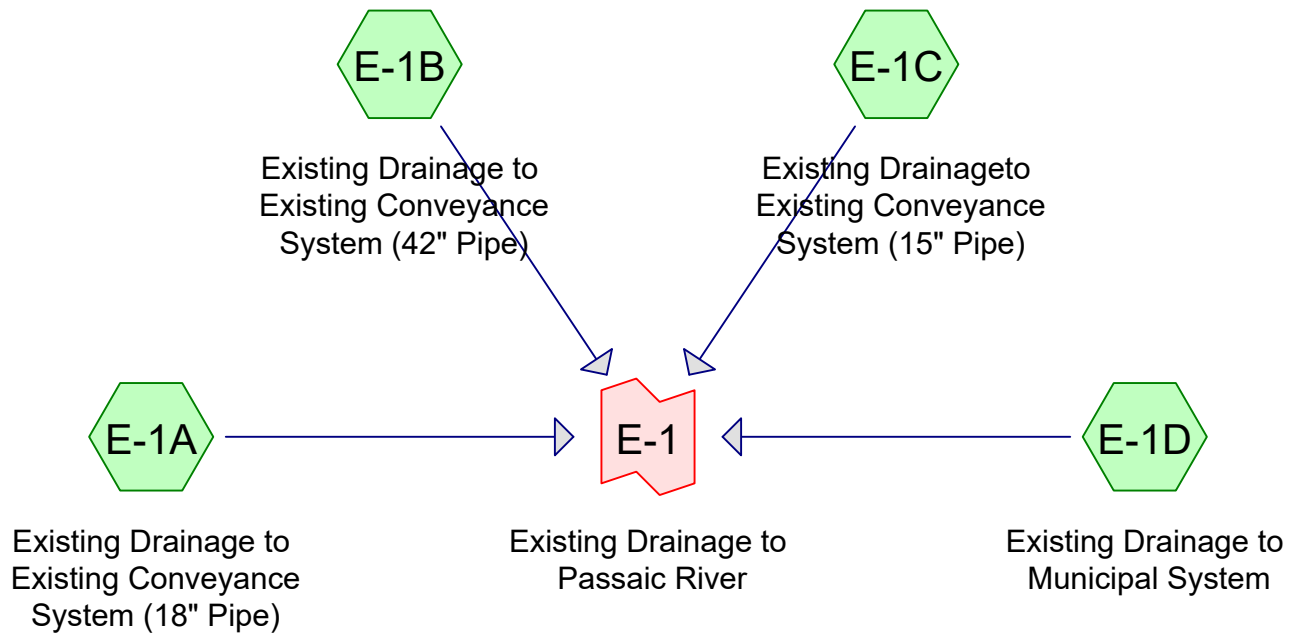 E-1B
Existing Drainage to
Existing Conveyance
System (42" Pipe)
E-1C
Existing Drainageto
Existing Conveyance
System (15" Pipe)
E-1A
Existing Drainage to
Existing Conveyance
System (18" Pipe)
E-1
Existing Drainage to
Passaic River
E-1D
Existing Drainage to
Municipal System